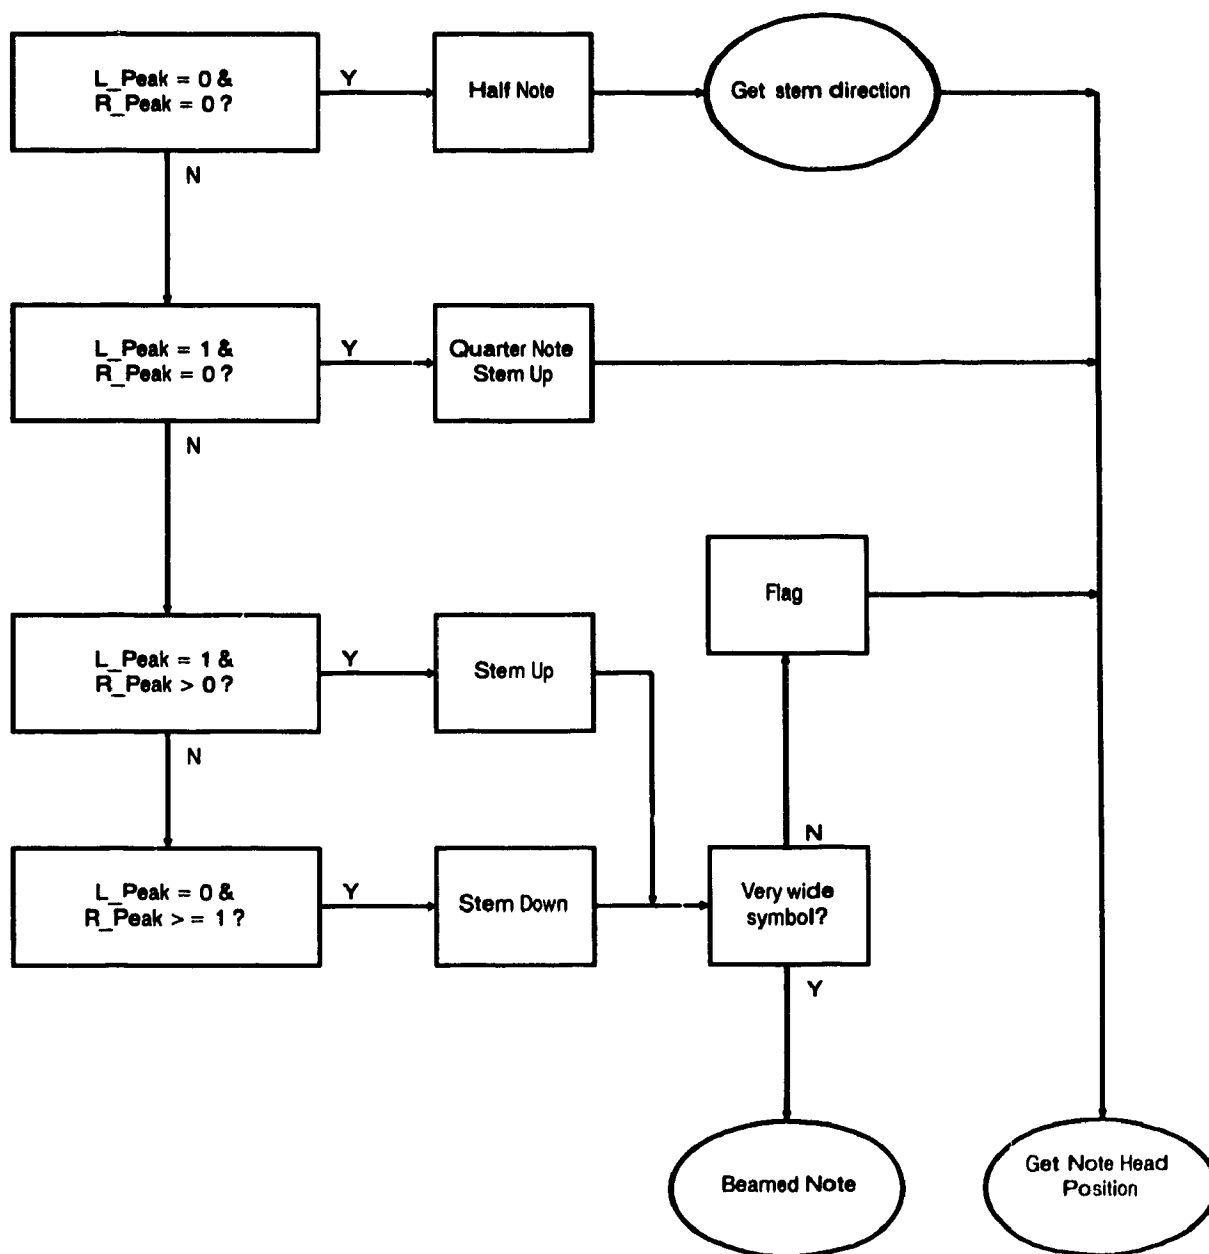 L_Peak = 0 &
R_Peak = 0 ?
Y
Half Note
Get stem direction
N
L_Peak = 1 &
R_Peak = 0 ?
Y
Quarter Note
Stem Up
N
Flag
L_Peak = 1 &
R_Peak > 0 ?
Y
Stem Up
N
N
L_Peak = 0 &
R_Peak > = 1 ?
Y
Stem Down
Very wide
symbol?
Y
Beamed Note
Get Note Head
Position